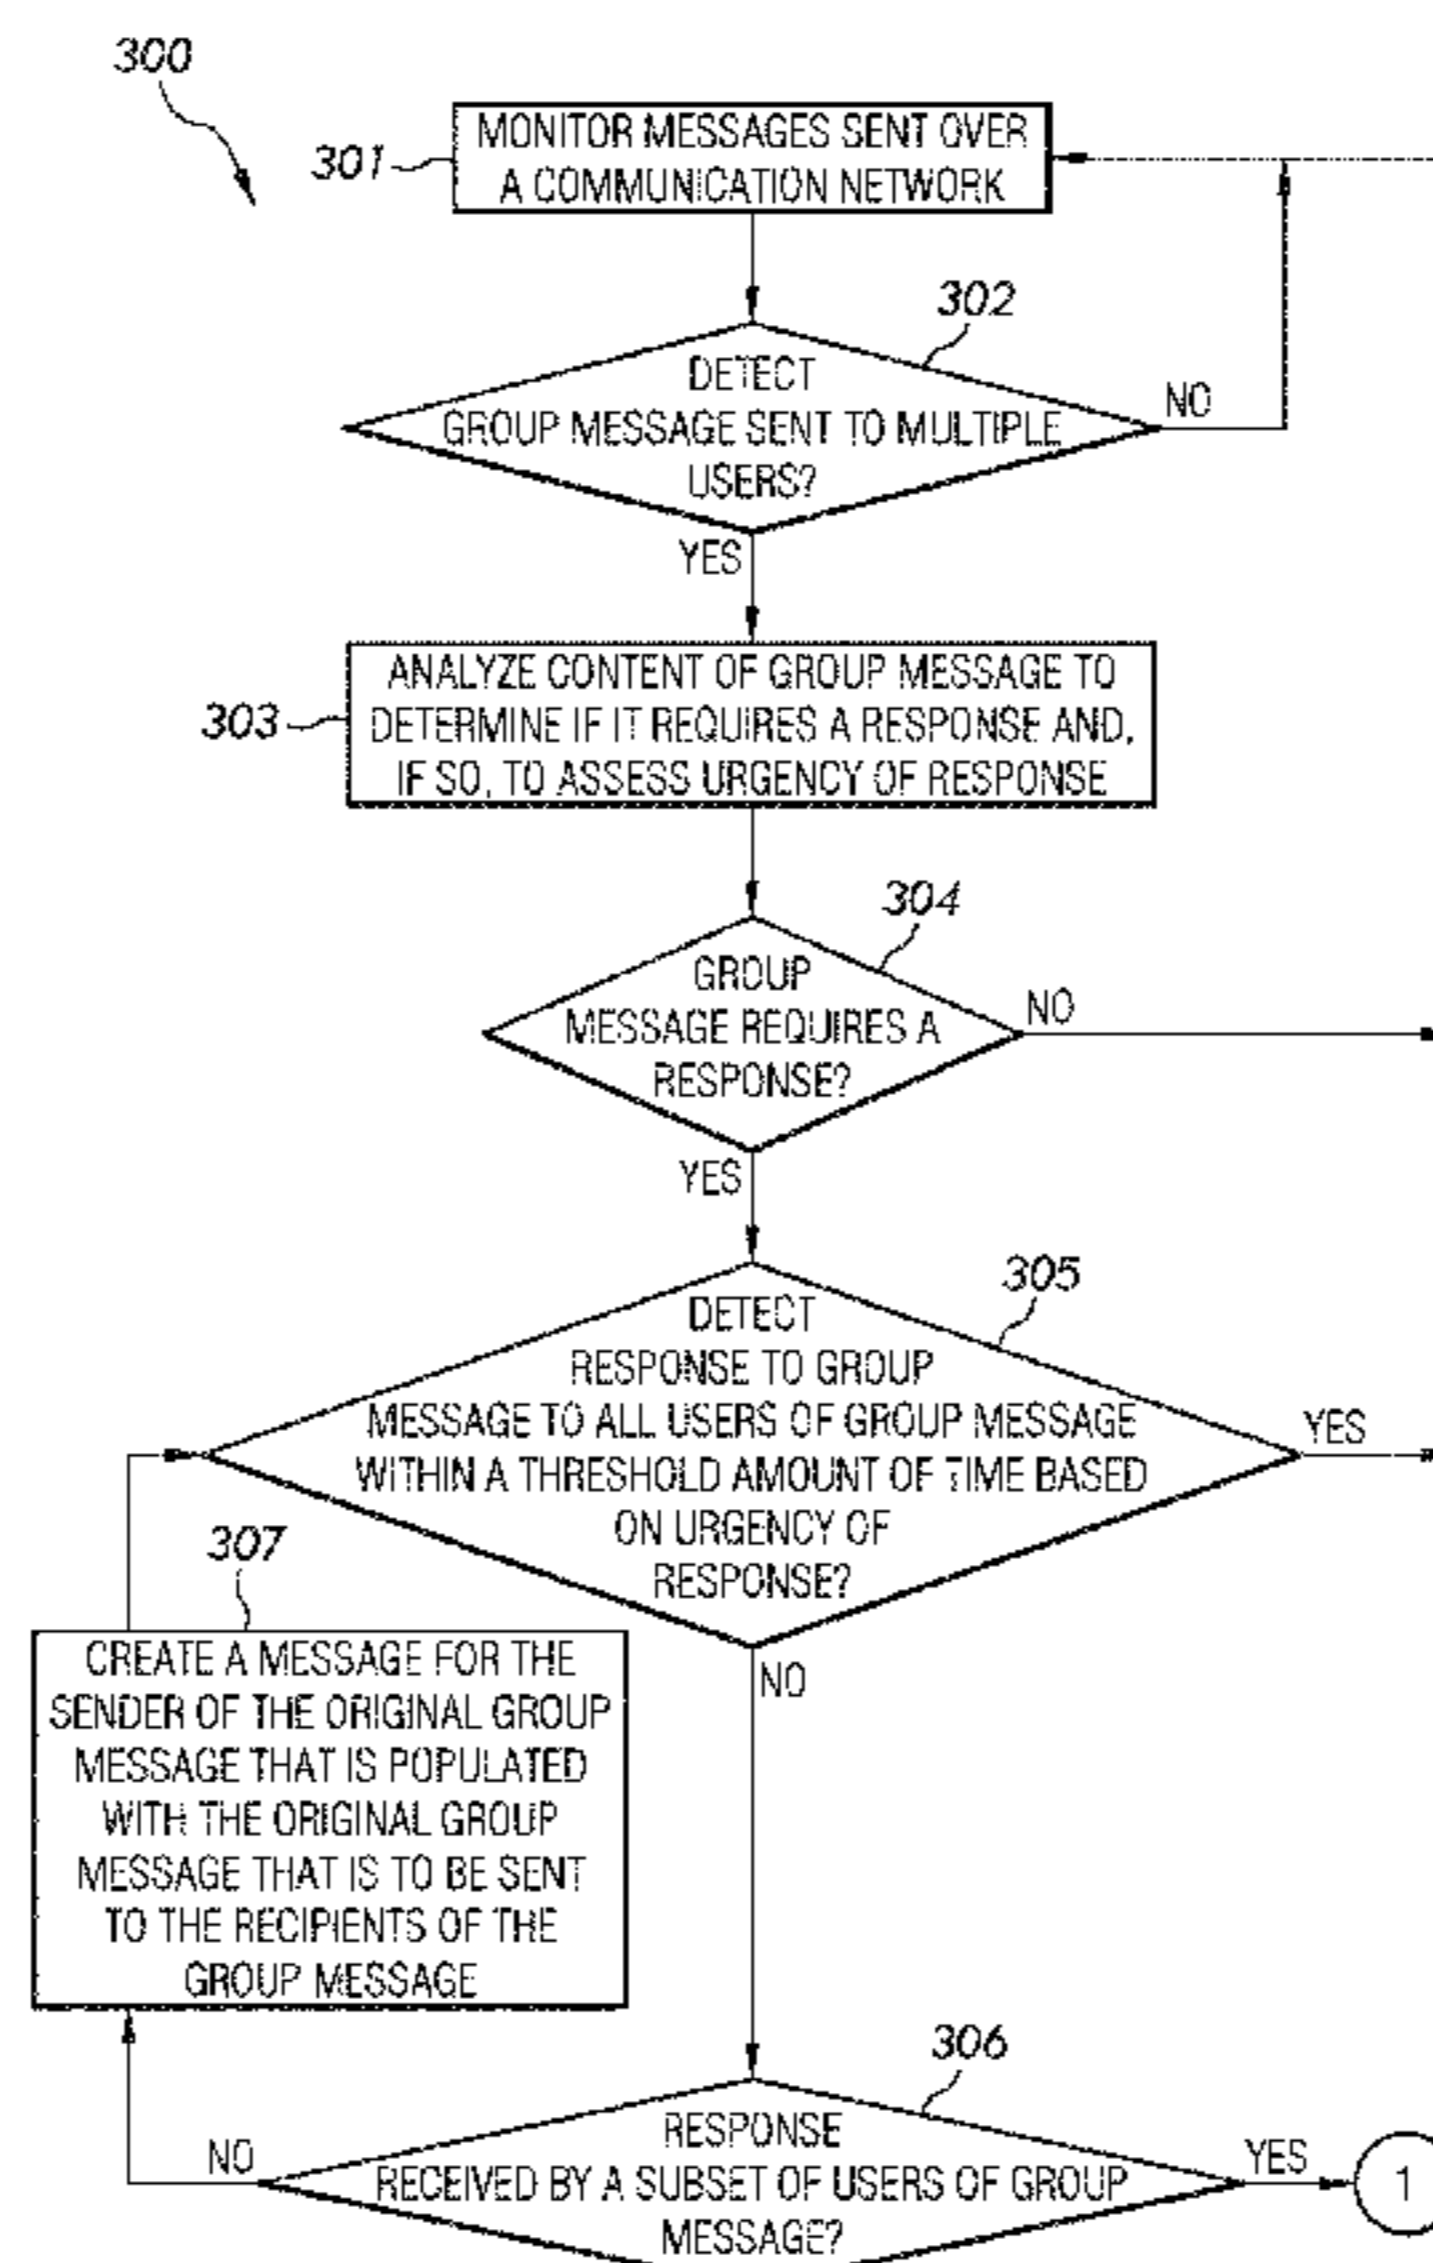 300
301
MONITOR MESSAGES SENT OVER
A COMMUNICATION NETWORK
302
DETECT
GROUP MESSAGE SENT TO MULTIPLE
USERS?
NO
YES
303
ANALYZE CONTENT OF GROUP MESSAGE TO
DETERMINE IF IT REQUIRES A RESPONSE AND,
IF SO, TO ASSESS URGENCY OF RESPONSE
304
GROUP
MESSAGE REQUIRES A
RESPONSE?
NO
YES
305
DETECT
RESPONSE TO GROUP
MESSAGE TO ALL USERS OF GROUP MESSAGE
WITHIN A THRESHOLD AMOUNT OF TIME BASED
ON URGENCY OF
RESPONSE?
YES
NO
307
CREATE A MESSAGE FOR THE
SENDER OF THE ORIGINAL GROUP
MESSAGE THAT IS POPULATED
WITH THE ORIGINAL GROUP
MESSAGE THAT IS TO BE SENT
TO THE RECIPIENTS OF THE
GROUP MESSAGE
306
RESPONSE
RECEIVED BY A SUBSET OF USERS OF GROUP
MESSAGE?
NO
YES
1